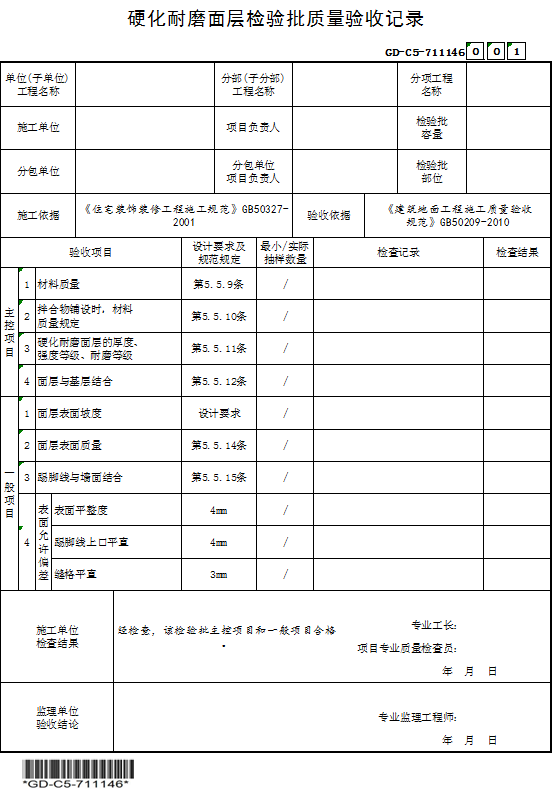 硬化耐磨面层检验批质量验收记录
GD-C5-711146 0 0 1
单位(子单位) 分部(子分部) 分项工程
工程名称 工程名称 名称
施工单位 项目负责人 检验批
容量
分包单位 分包单位 检验批
项目负责人 部位
施工依据 《住宅装饰装修工程施工规范》GB50327- 验收依据 《建筑地面工程施工质量验收
2001 规范》GB50209-2010
验收项目 设计要求及 最小/实际 检查记录 检查结果
规范规定 抽样数量
主控项目
1 材料质量 第5.5.9条 /
2 拌合物铺设时，材料 第5.5.10条 /
质量规定
3 硬化耐磨面层的厚度、 第5.5.11条 /
强度等级、耐磨等级
4 面层与基层结合 第5.5.12条 /
一般项目
1 面层表面坡度 设计要求 /
2 面层表面质量 第5.5.14条 /
3 踢脚线与墙面结合 第5.5.15条 /
4 表面允许偏差
表面平整度 4mm /
踢脚线上口平直 4mm /
缝格平直 3mm /
施工单位 经检查，该检验批主控项目和一般项目合格 专业工长：
检查结果 。 项目专业质量检查员：
年 月 日
监理单位
验收结论 专业监理工程师：
年 月 日
*GD-C5-711146*